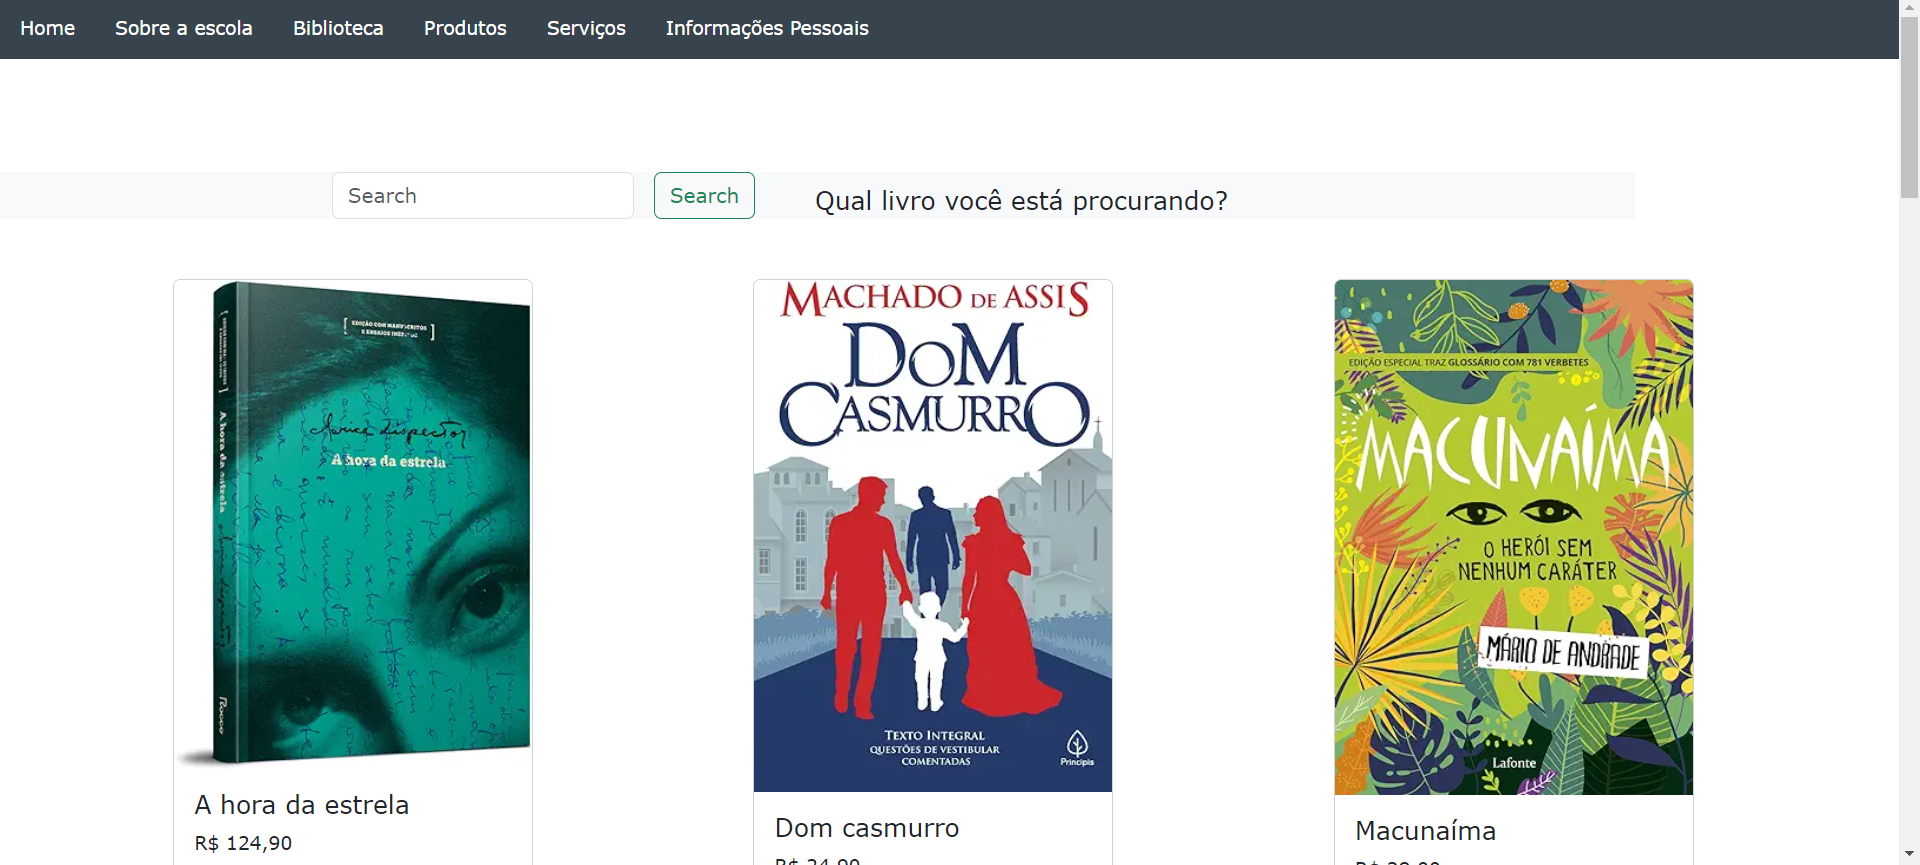 Home Sobre a escola Biblioteca Produtos Serviços Informações Pessoais
Search Search Qual livro você está procurando?
EDIÇÃO COM MANUSCRITOS
E ENSAIOS INÉDITOS
Clarice Lispector
A hora da estrela
A hora da estrela
Rocco
A hora da estrela
R$ 124,90
MACHADO DE ASSIS
DOM
CASMURRO
TEXTO INTEGRAL
QUESTÕES DE VESTIBULAR
COMENTADAS
Principis
Dom casmurro
EDIÇÃO ESPECIAL TRAZ GLOSSÁRIO COM 781 VERBETES
MACUNAÍMA
O HERÓI SEM
NENHUM CARÁTER
MÁRIO DE ANDRADE
Lafonte
Macunaíma